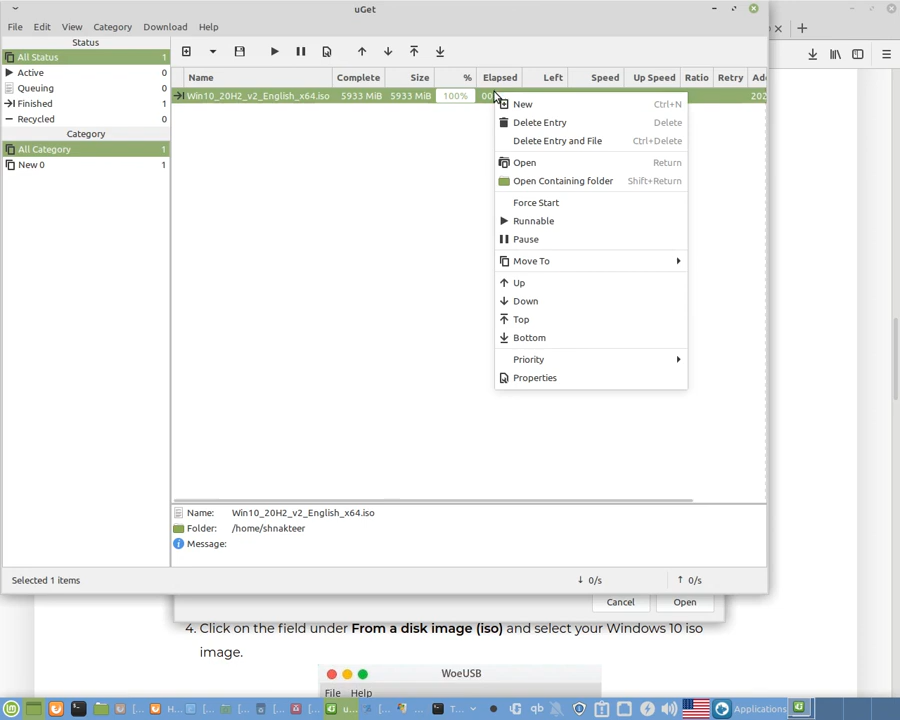 uGet
File Edit View Category Download Help
Status
All Status 1
Active 0
Queuing 0
Finished 1
Recycled 0
Category
All Category 1
New 0 1
Name Complete Size % Elapsed Left Speed Up Speed Ratio Retry
Win10_20H2_v2_English_x64.iso 5933 MiB 5933 MiB 100%
New Ctrl+N
Delete Entry Delete
Delete Entry and File Ctrl+Delete
Open Return
Open Containing folder Shift+Return
Force Start
Runnable
Pause
Move To
Up
Down
Top
Bottom
Priority
Properties
Name: Win10_20H2_v2_English_x64.iso
Folder: /home/shnakteer
Message:
Selected 1 items
↓ 0/s ↑ 0/s
Cancel Open
4. Click on the field under From a disk image (iso) and select your Windows 10 iso
image.
WoeUSB
File Help
[... [... H... [... [... [... [... u... [... [... T... Applications